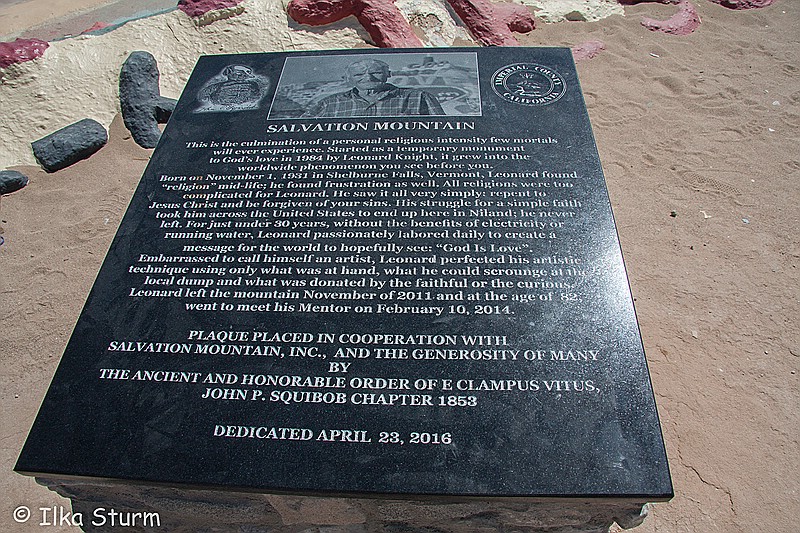 IMPERIAL COUNTY
CALIFORNIA
SALVATION MOUNTAIN
This is the culmination of a personal religious intensity few mortals
will ever experience. Started as a temporary monument
to God's love in 1984 by Leonard Knight, it grew into the
worldwide phenomenon you see before you.
Born on November 1, 1931 in Shelburne Falls, Vermont, Leonard found
"religion" mid-life; he found frustration as well. All religions were too
complicated for Leonard. He saw it all very simply: repent to
Jesus Christ and be forgiven of your sins. His struggle for a simple faith
took him across the United States to end up here in Niland; he never
left. For just under 30 years, without the benefits of electricity or
running water, Leonard passionately labored daily to create a
message for the world to hopefully see: "God Is Love".
Embarrassed to call himself an artist, Leonard perfected his artistic
technique using only what was at hand, what he could scrounge at the
local dump and what was donated by the faithful or the curious.
Leonard left the mountain November of 2011 and at the age of 82,
went to meet his Mentor on February 10, 2014.
PLAQUE PLACED IN COOPERATION WITH
SALVATION MOUNTAIN, INC., AND THE GENEROSITY OF MANY
BY
THE ANCIENT AND HONORABLE ORDER OF E CLAMPUS VITUS,
JOHN P. SQUIBOB CHAPTER 1853
DEDICATED APRIL 23, 2016
© Ilka Sturm